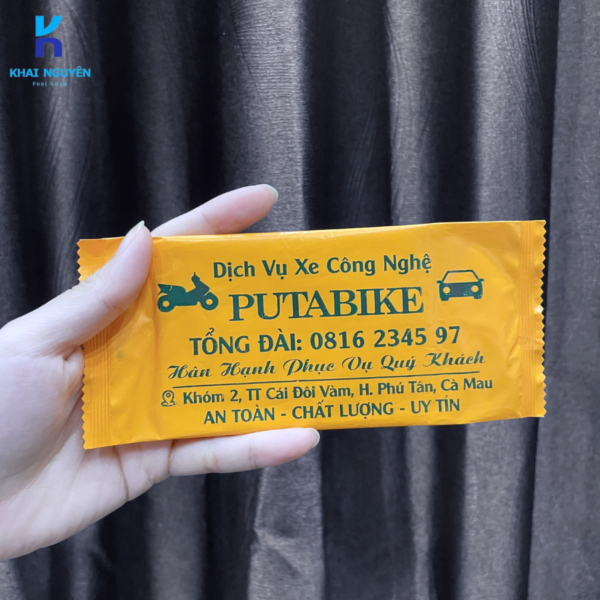 KHAI NGUYÊN
Dịch Vụ Xe Công Nghệ
PUTABIKE
TỔNG ĐÀI: 0816 2345 97
Hân Hạnh Phục Vụ Quý Khách
Khóm 2, TT Cái Đôi Vàm, H. Phú Tân, Cà Mau
AN TOÀN - CHẤT LƯỢNG - UY TÍN